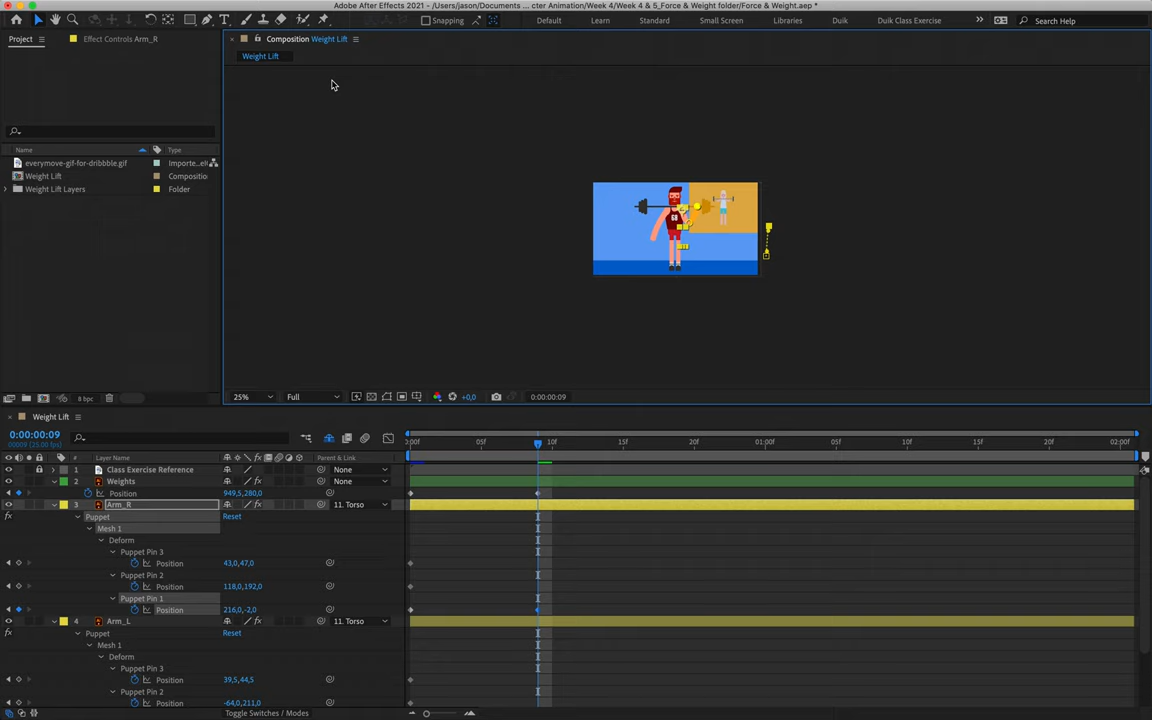 Adobe After Effects 2021 - Users/jason/Documents ... cter Animation/Week 4/Week 4 & 5_Force & Weight folder/Force & Weight.aep *
Snapping Default Learn Standard Small Screen Libraries Duik Duik Class Exercise Search Help
Project Effect Controls Arm_R Composition Weight Lift
Weight Lift
Name Type
everymove-gif-for-dribbble.gif Importe...
Weight Lift Compositio
Weight Lift Layers Folder
68
8 bpc 25% Full +0,0 0:00:00:09
Weight Lift
0:00:00:09
00009
:00f 05f 10f 15f 20f 01:00f 05f 10f 15f 20f 02:00f
# Layer Name Parent & Link
1 Class Exercise Reference None
2 Weights None
Position 949,5,280,0
3 Arm_R 11. Torso
Puppet Reset
Mesh 1
Deform
Puppet Pin 3
Position 43,0,47,0
Puppet Pin 2
Position 118,0,192,0
Puppet Pin 1
Position 216,0,-2,0
4 Arm_L 11. Torso
Puppet Reset
Mesh 1
Deform
Puppet Pin 3
Position 39,5,44,5
Puppet Pin 2
Position -64,0,211,0
Toggle Switches / Modes